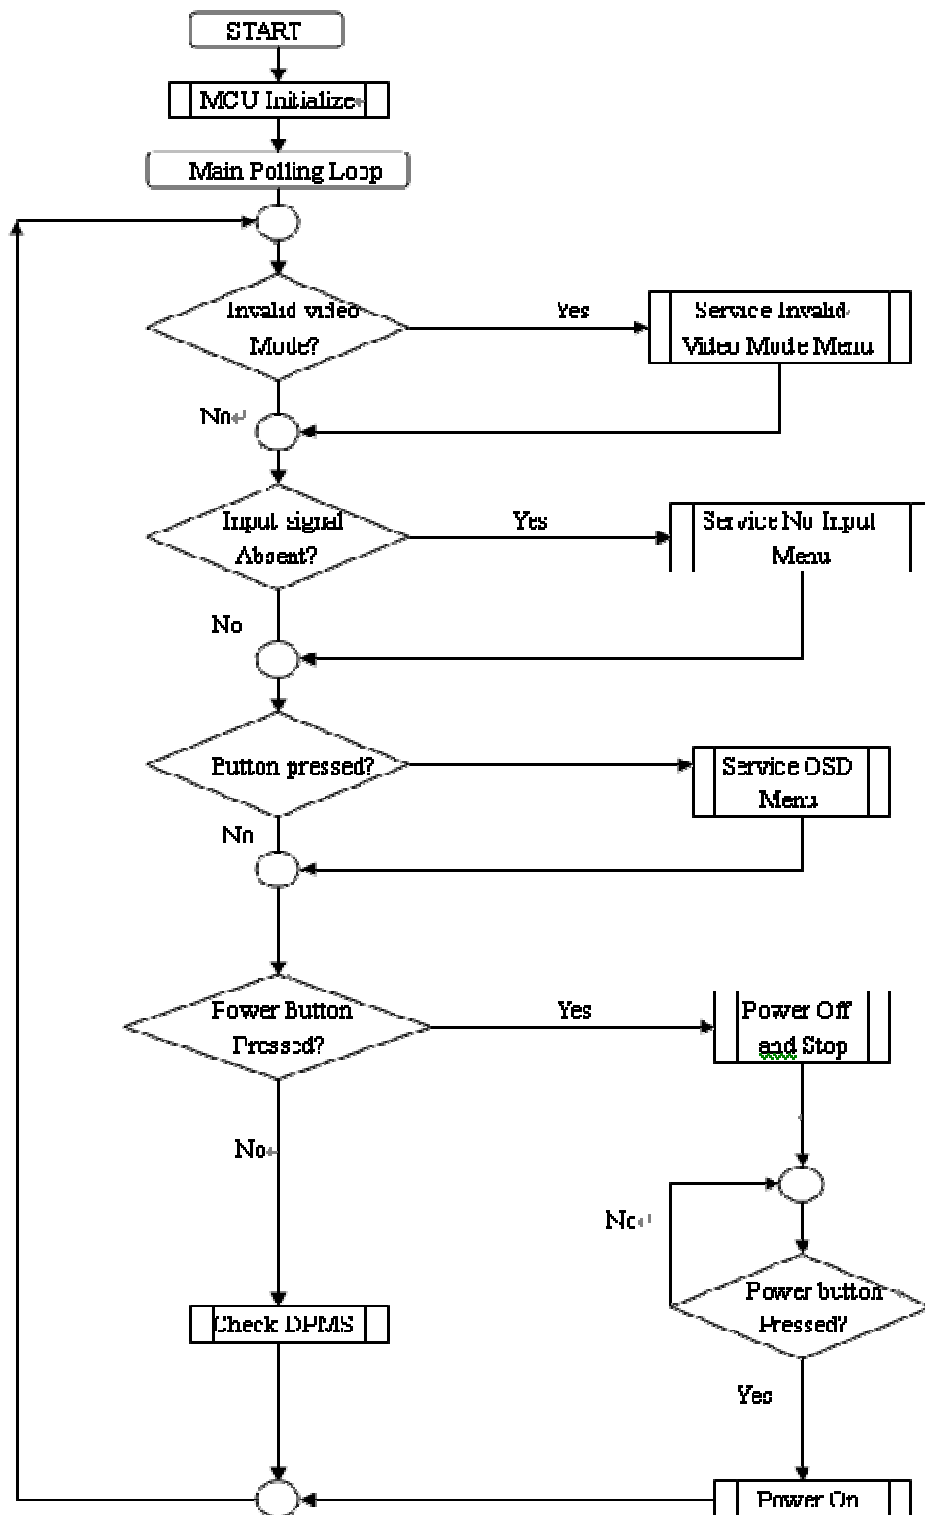 START
MCU Initialize
Main Polling Loop
Invalid video
Mode?
Yes
Service Invalid
Video Mode Menu
No
Input signal
Absent?
Yes
Service No Input
Menu
No
Button pressed?
Service OSD
Menu
No
Power Button
Pressed?
Yes
Power Off
and Stop
No
No
Power button
Pressed?
Check DPMS
Yes
Power On